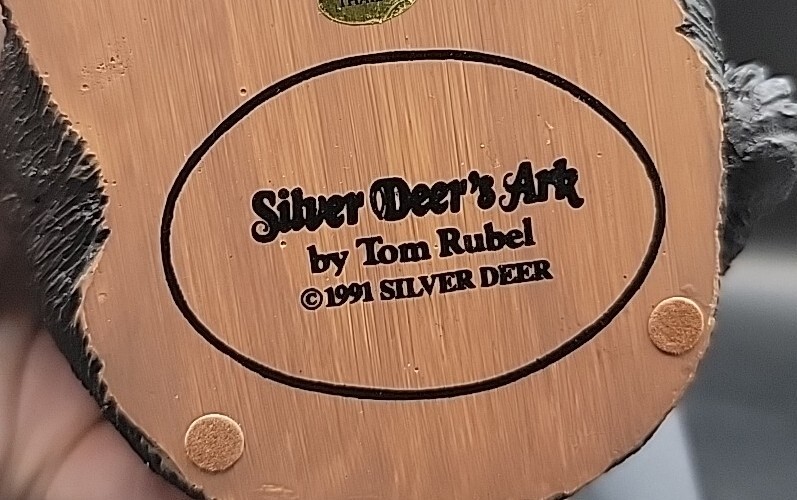 Silver Deer's Ark
by Tom Rubel
© 1991 SILVER DEER